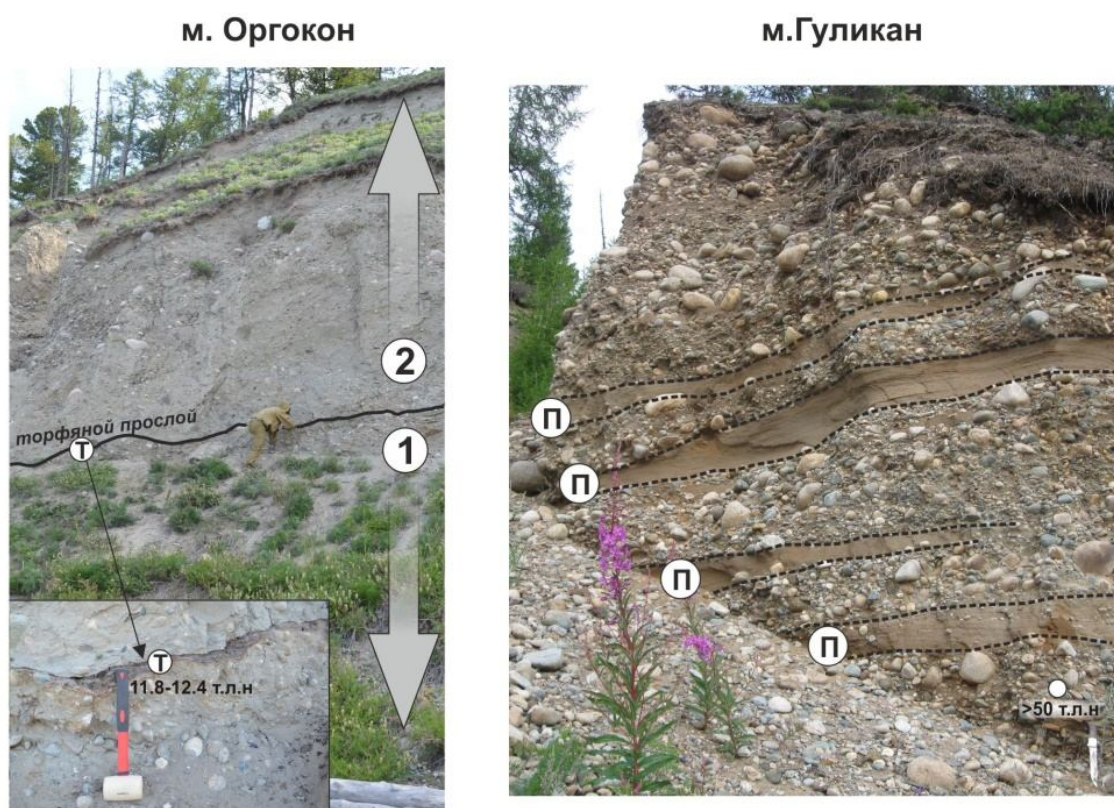 м. Оргокон
м.Гуликан
2
торфяной прослой
Т
1
Т
11.8-12.4 т.л.н
П
П
П
П
>50 т.л.н